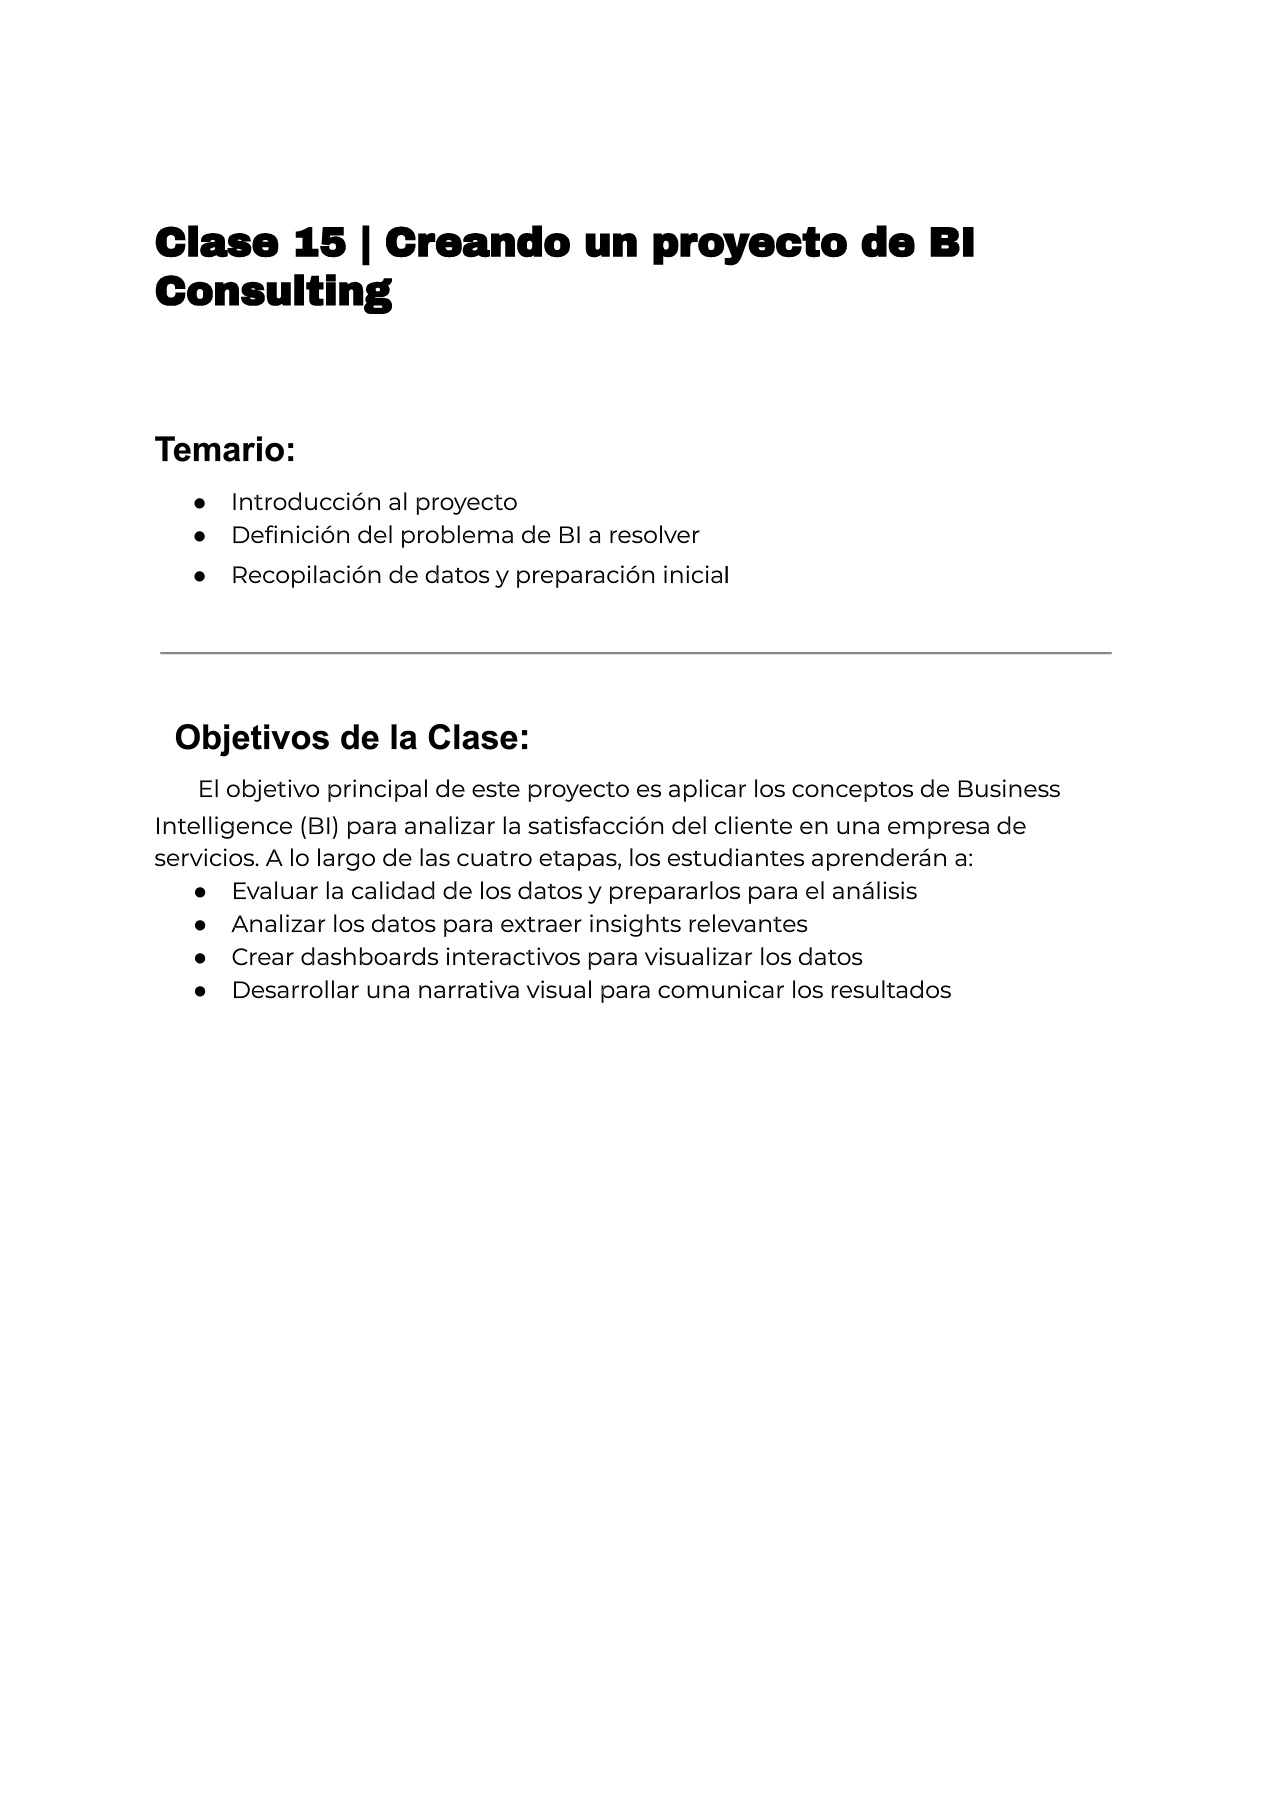 Clase 15 | Creando un proyecto de BI
Consulting
Temario:
● Introducción al proyecto
● Definición del problema de BI a resolver
● Recopilación de datos y preparación inicial
Objetivos de la Clase:
El objetivo principal de este proyecto es aplicar los conceptos de Business
Intelligence (BI) para analizar la satisfacción del cliente en una empresa de
servicios. A lo largo de las cuatro etapas, los estudiantes aprenderán a:
● Evaluar la calidad de los datos y prepararlos para el análisis
● Analizar los datos para extraer insights relevantes
● Crear dashboards interactivos para visualizar los datos
● Desarrollar una narrativa visual para comunicar los resultados